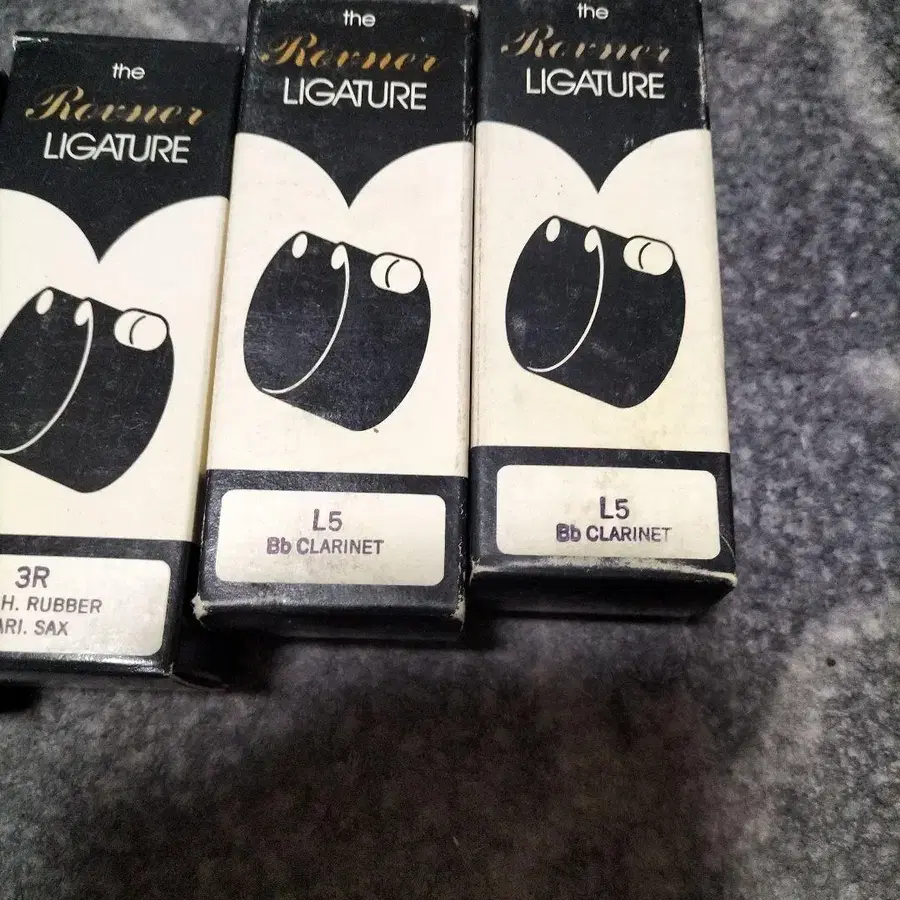 the
Rovner
LIGATURE
3R
H. RUBBER
ARI. SAX
the
Rovner
LIGATURE
L5
Bb CLARINET
the
Rovner
LIGATURE
L5
Bb CLARINET